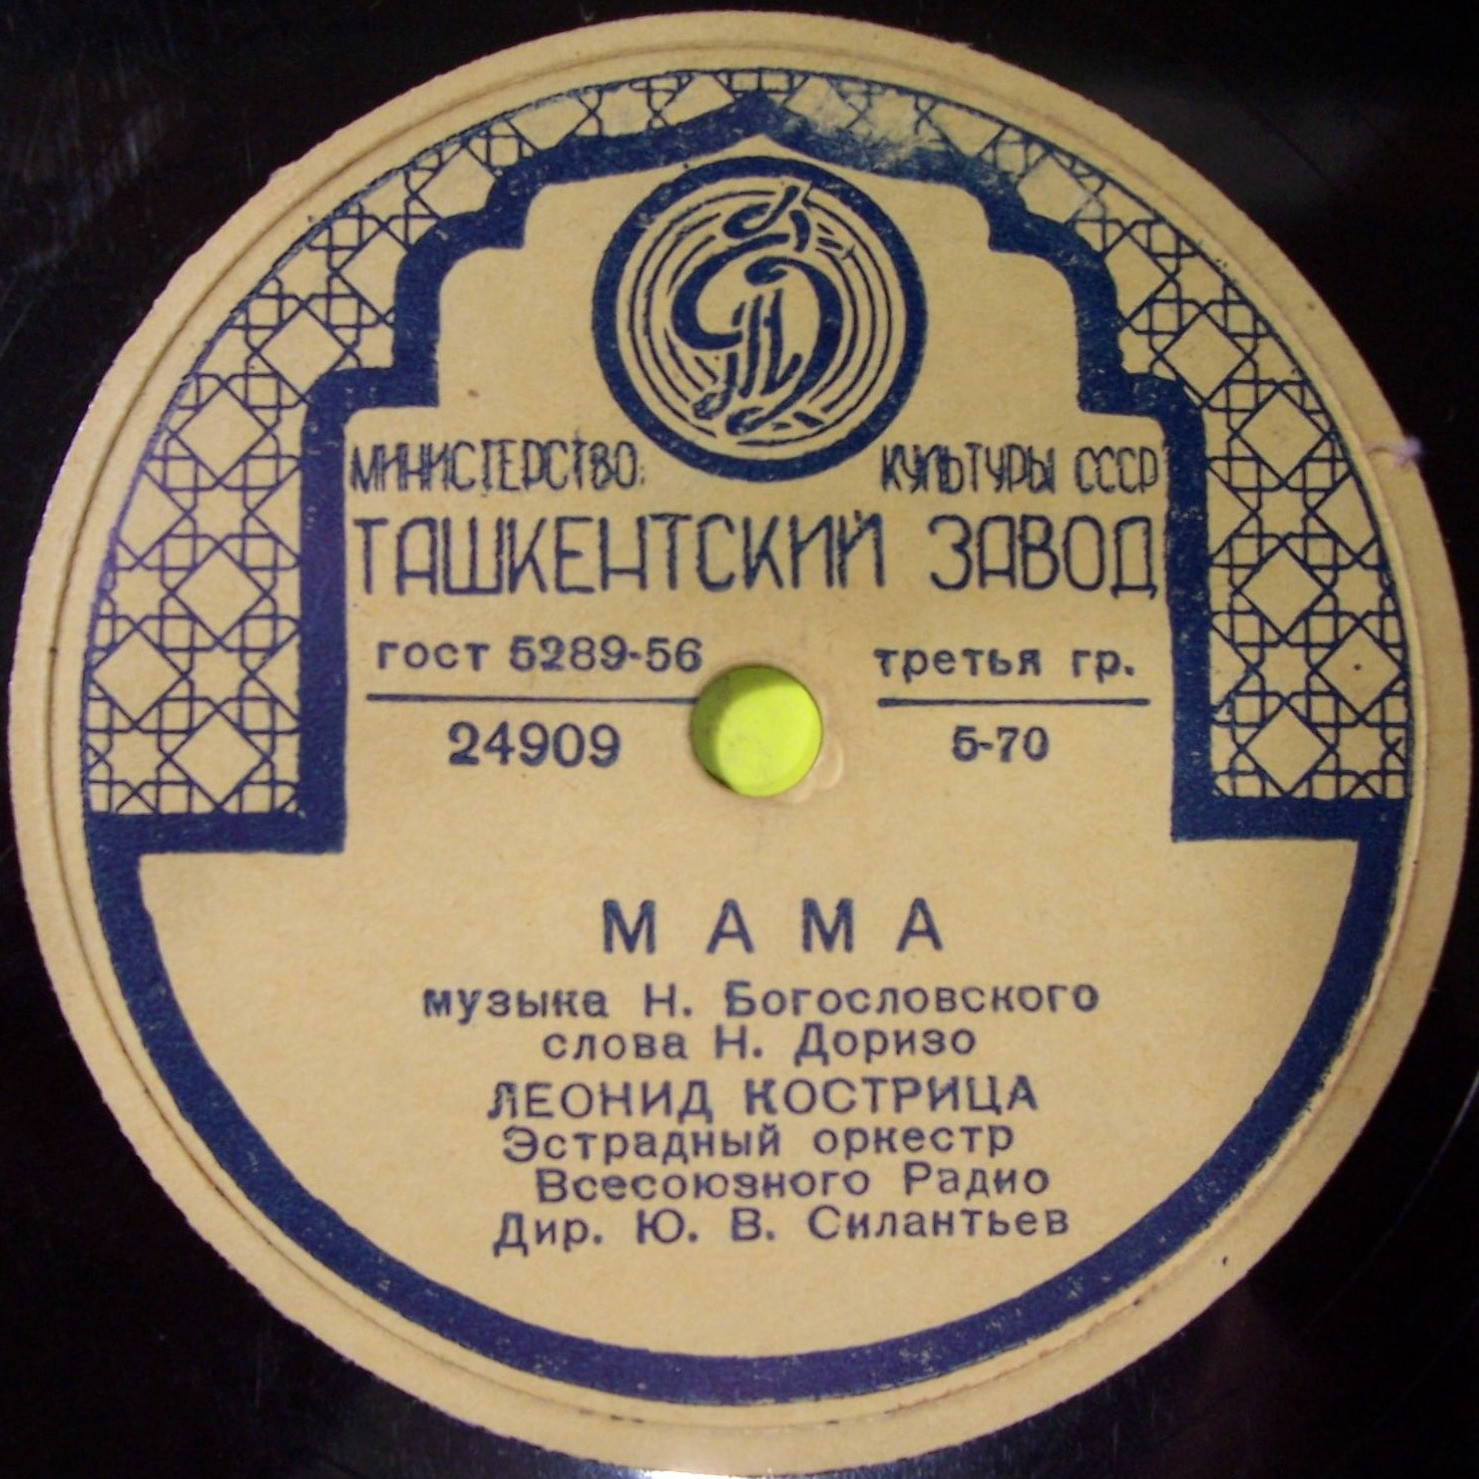 МИНИСТЕРСТВО КУЛЬТУРЫ СССР
ТАШКЕНТСКИЙ ЗАВОД
гост 5289-56 третья гр.
24909 5-70
МАМА
музыка Н. Богословского
слова Н. Доризо
ЛЕОНИД КОСТРИЦА
Эстрадный оркестр
Всесоюзного Радио
Дир. Ю. В. Силантьев